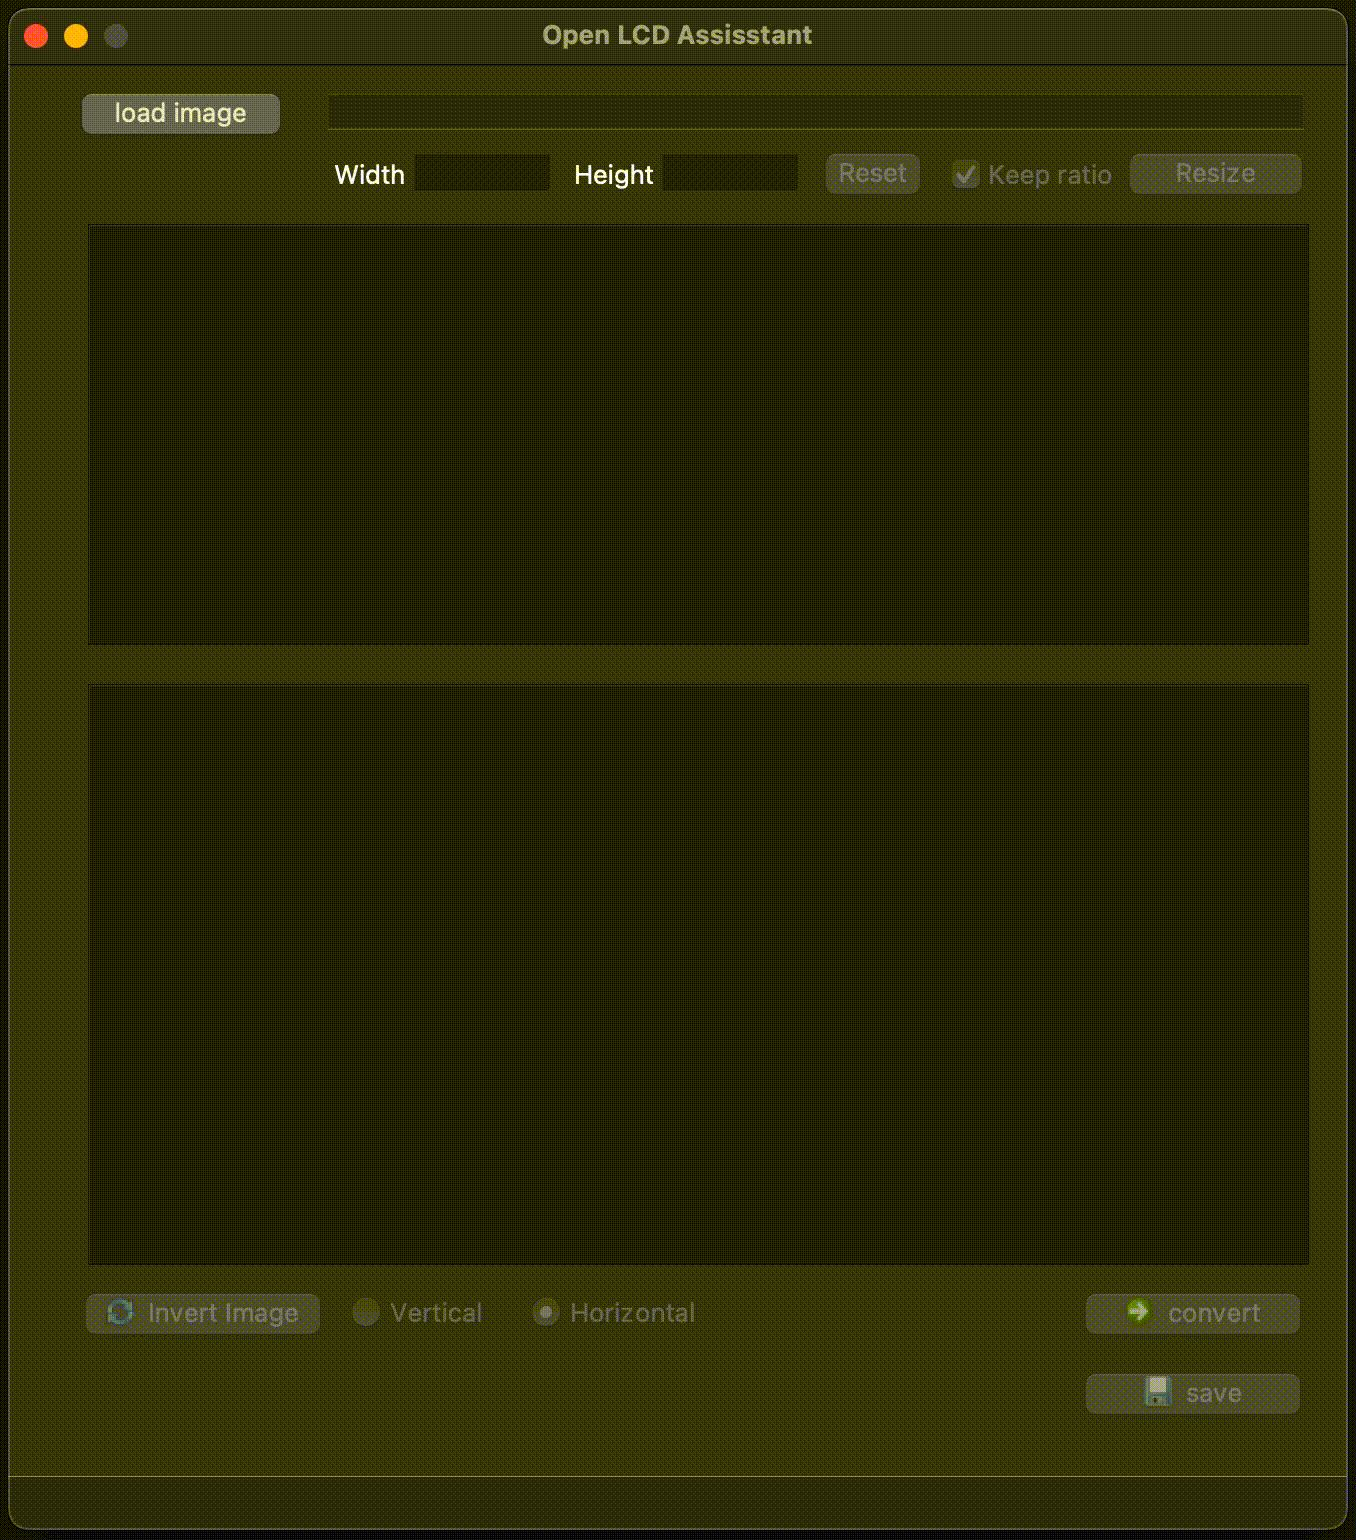 Open LCD Assisstant
load image
Width Height Reset Keep ratio Resize
Invert Image Vertical Horizontal convert
save